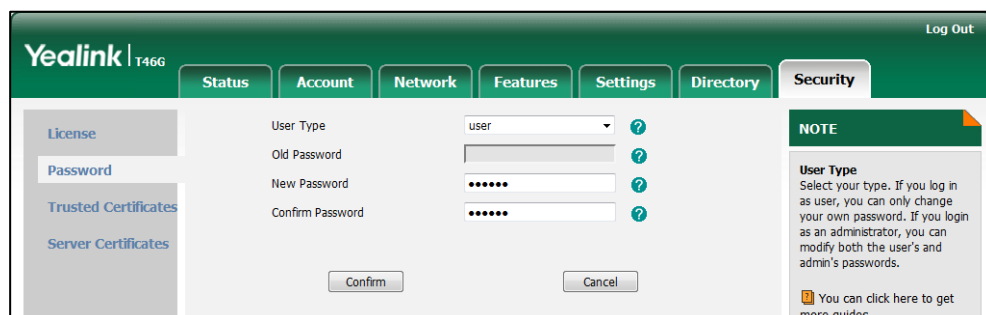 Log Out
Yealink T46G
Status Account Network Features Settings Directory Security
License
Password
Trusted Certificates
Server Certificates
User Type user ?
Old Password ?
New Password •••••• ?
Confirm Password •••••• ?
Confirm Cancel
NOTE
User Type
Select your type. If you log in
as user, you can only change
your own password. If you login
as an administrator, you can
modify both the user's and
admin's passwords.
? You can click here to get
more guides